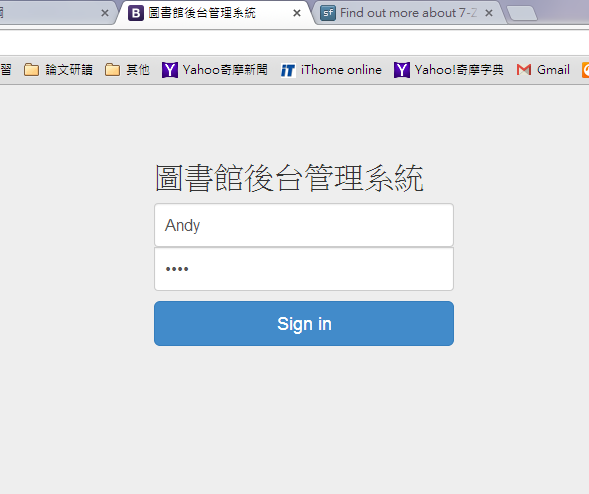 圖書館後台管理系統
Find out more about 7-Z
習 論文研讀 其他 Yahoo奇摩新聞 iThome online Yahoo!奇摩字典 Gmail
圖書館後台管理系統
Andy
••••
Sign in